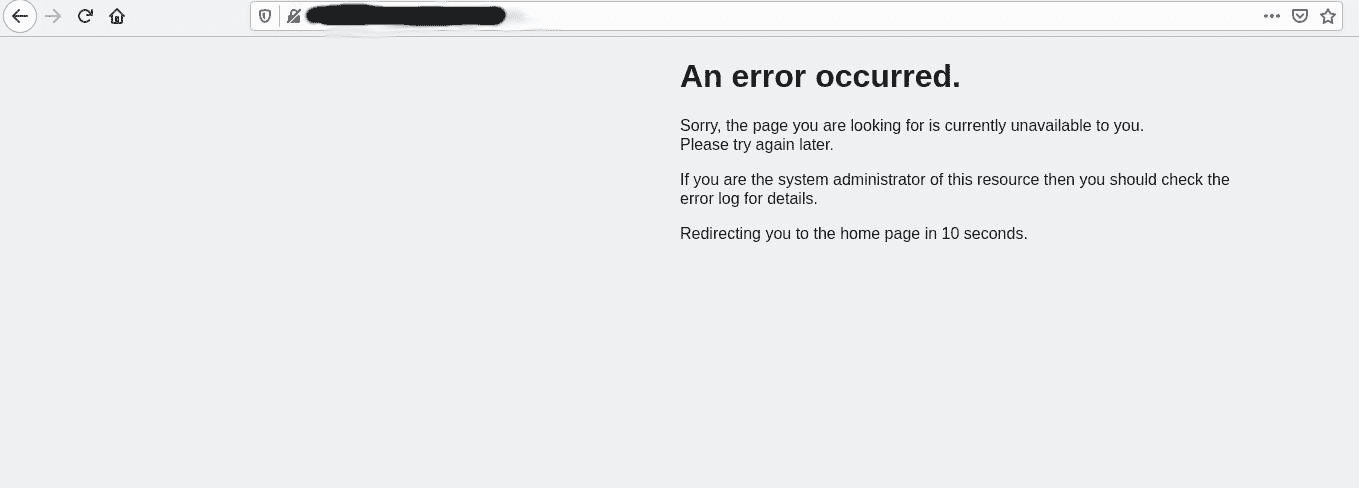 An error occurred.
Sorry, the page you are looking for is currently unavailable to you.
Please try again later.
If you are the system administrator of this resource then you should check the
error log for details.
Redirecting you to the home page in 10 seconds.